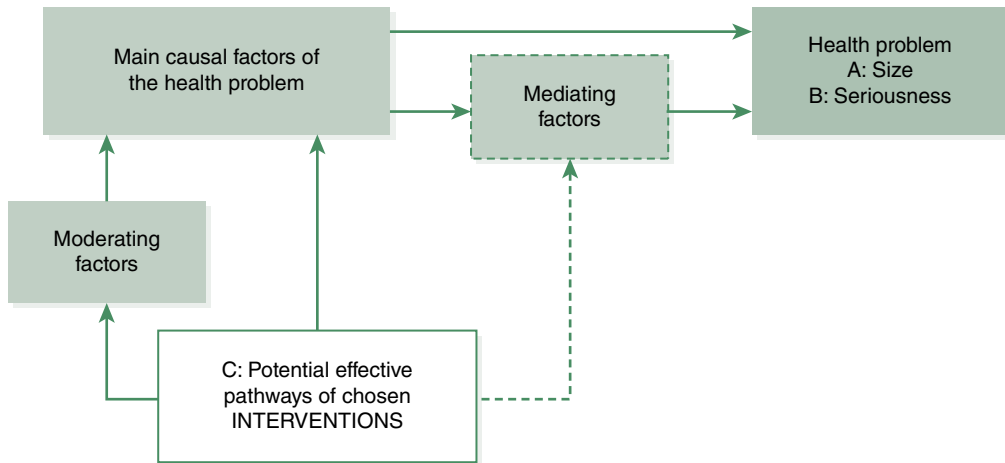 Main causal factors of
the health problem
Mediating
factors
Health problem
A: Size
B: Seriousness
Moderating
factors
C: Potential effective
pathways of chosen
INTERVENTIONS